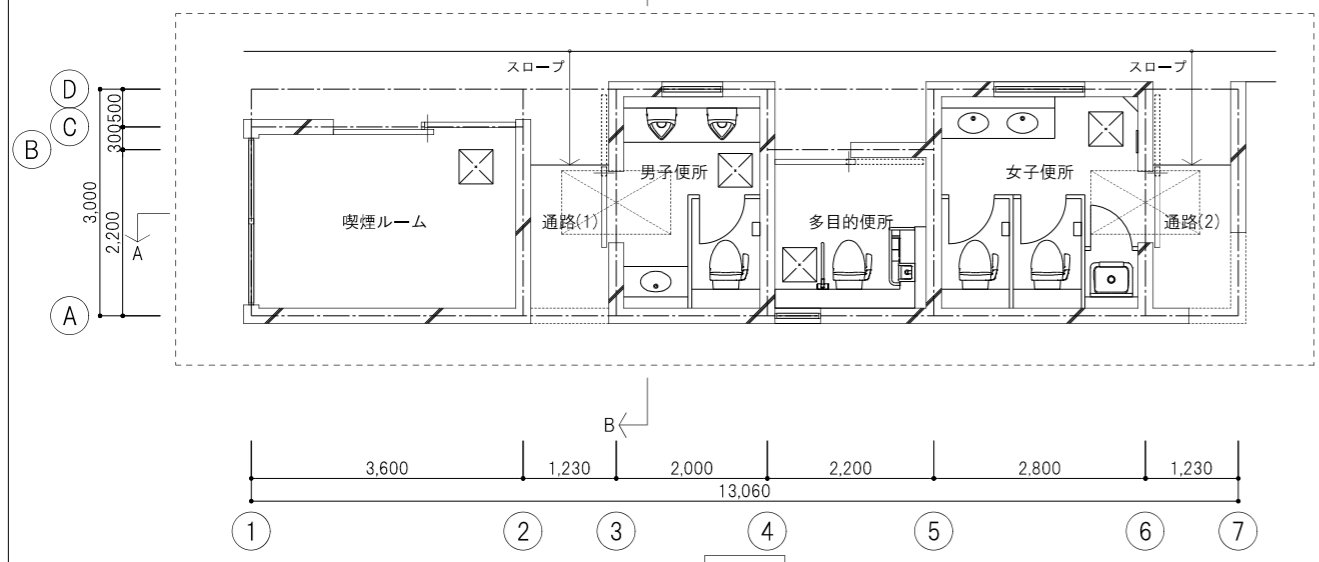 スロープ
スロープ
D
C
B
A
500
300
2,200
3,000
A
喫煙ルーム
通路(1)
男子便所
多目的便所
女子便所
通路(2)
B
3,600
1,230
2,000
2,200
2,800
1,230
13,060
1
2
3
4
5
6
7